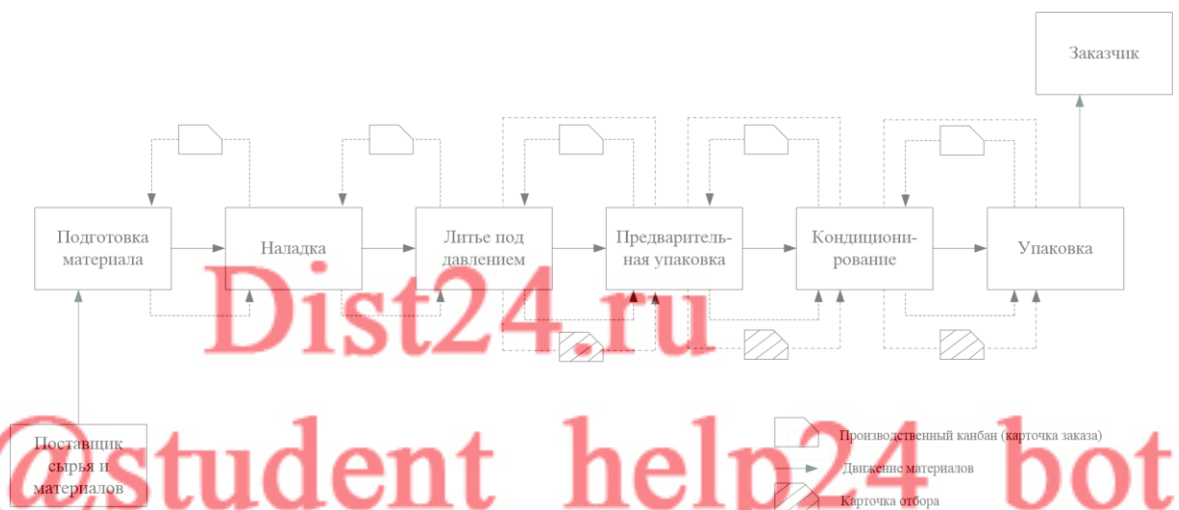 Заказчик
Подготовка
материала
Наладка
Литье под
давлением
Предваритель-
ная упаковка
Кондициони-
рование
Упаковка
Dist24.ru
Поставщик
сырья и
материалов
@student_help24_bot
Производственный канбан (карточка заказа)
Движение материалов
Карточка отбора